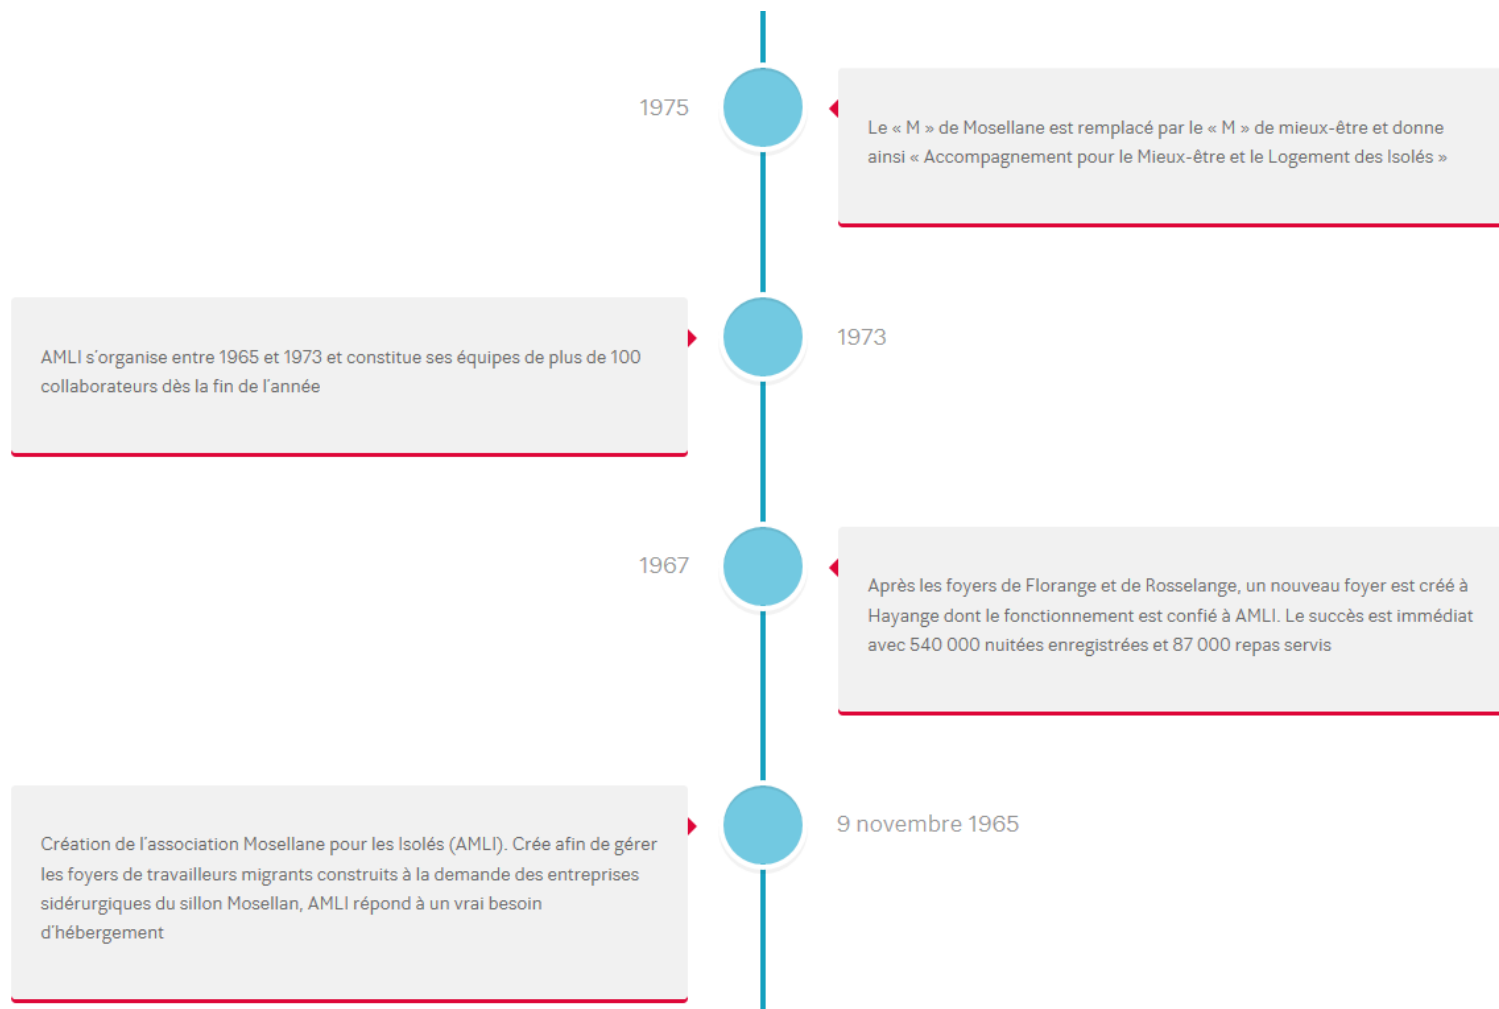 1975
Le « M » de Mosellane est remplacé par le « M » de mieux-être et donne
ainsi « Accompagnement pour le Mieux-être et le Logement des Isolés »
1973
AMLI s'organise entre 1965 et 1973 et constitue ses équipes de plus de 100
collaborateurs dès la fin de l'année
1967
Après les foyers de Florange et de Rosselange, un nouveau foyer est créé à
Hayange dont le fonctionnement est confié à AMLI. Le succès est immédiat
avec 540 000 nuitées enregistrées et 87 000 repas servis
9 novembre 1965
Création de l'association Mosellane pour les Isolés (AMLI). Crée afin de gérer
les foyers de travailleurs migrants construits à la demande des entreprises
sidérurgiques du sillon Mosellan, AMLI répond à un vrai besoin
d'hébergement